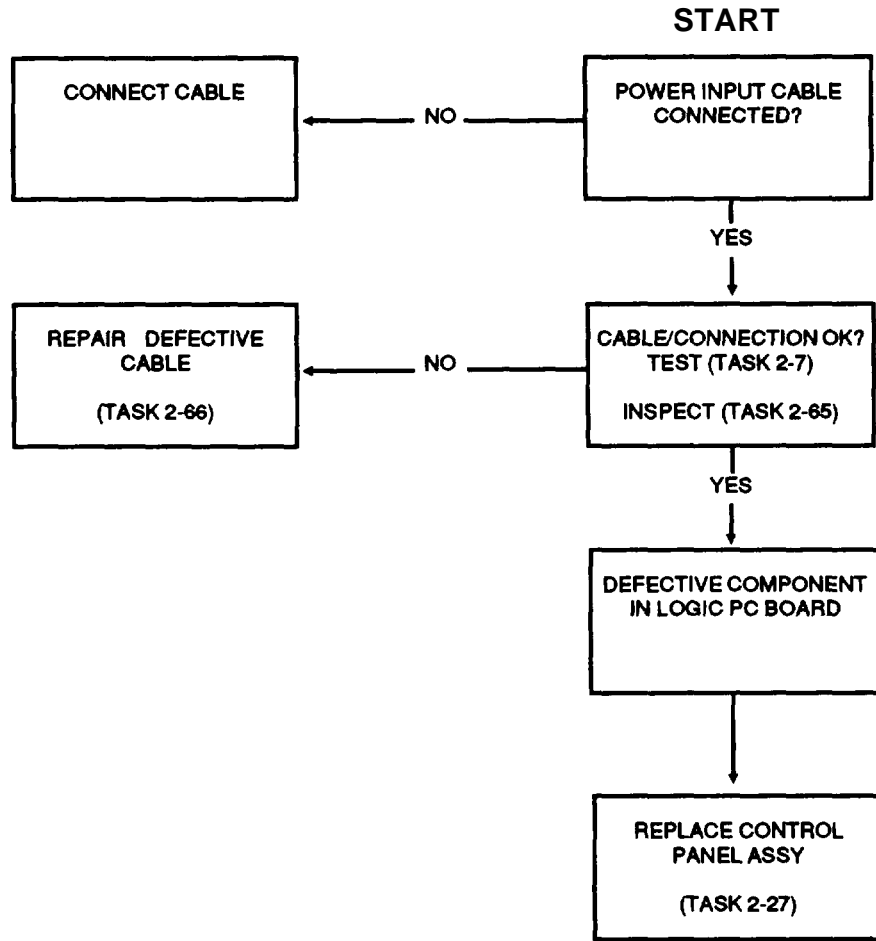 START
POWER INPUT CABLE
CONNECTED?
NO
CONNECT CABLE
YES
CABLE/CONNECTION OK?
TEST (TASK 2-7)
INSPECT (TASK 2-65)
NO
REPAIR DEFECTIVE
CABLE
(TASK 2-66)
YES
DEFECTIVE COMPONENT
IN LOGIC PC BOARD
REPLACE CONTROL
PANEL ASSY
(TASK 2-27)